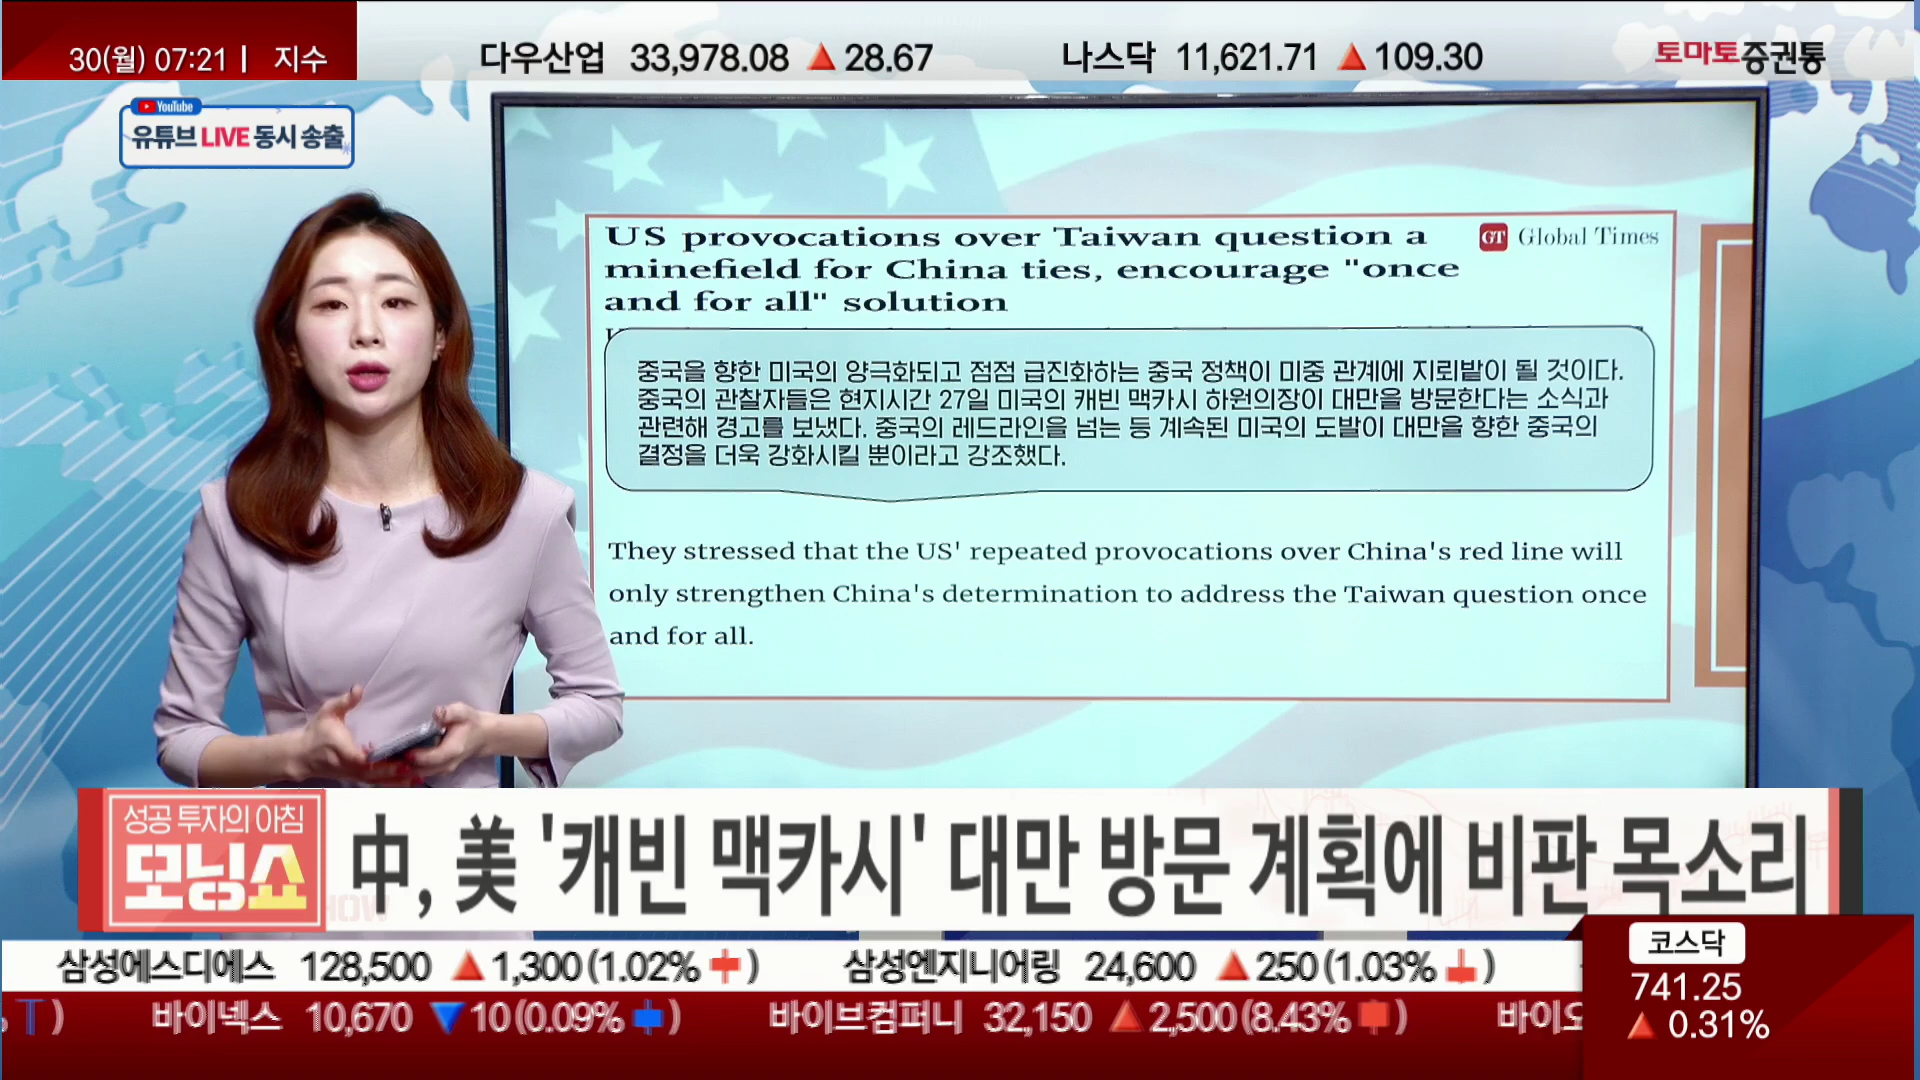 30(월) 07:21 | 지수
다우산업 33,978.08 ▲ 28.67
나스닥 11,621.71 ▲ 109.30
토마토증권통
YouTube
유튜브 LIVE 동시 송출
US provocations over Taiwan question a
minefield for China ties, encourage "once
and for all" solution
GT Global Times
중국을 향한 미국의 양극화되고 점점 급진화하는 중국 정책이 미중 관계에 지뢰밭이 될 것이다.
중국의 관찰자들은 현지시간 27일 미국의 캐빈 맥카시 하원의장이 대만을 방문한다는 소식과
관련해 경고를 보냈다. 중국의 레드라인을 넘는 등 계속된 미국의 도발이 대만을 향한 중국의
결정을 더욱 강화시킬 뿐이라고 강조했다.
They stressed that the US' repeated provocations over China's red line will
only strengthen China's determination to address the Taiwan question once
and for all.
성공 투자의 아침
모닝쇼
中, 美 '캐빈 맥카시' 대만 방문 계획에 비판 목소리
삼성에스디에스 128,500 ▲ 1,300 (1.02% )
삼성엔지니어링 24,600 ▲ 250 (1.03% )
바이넥스 10,670 ▼ 10 (0.09% )
바이브컴퍼니 32,150 ▲ 2,500 (8.43% )
코스닥
741.25
▲ 0.31%